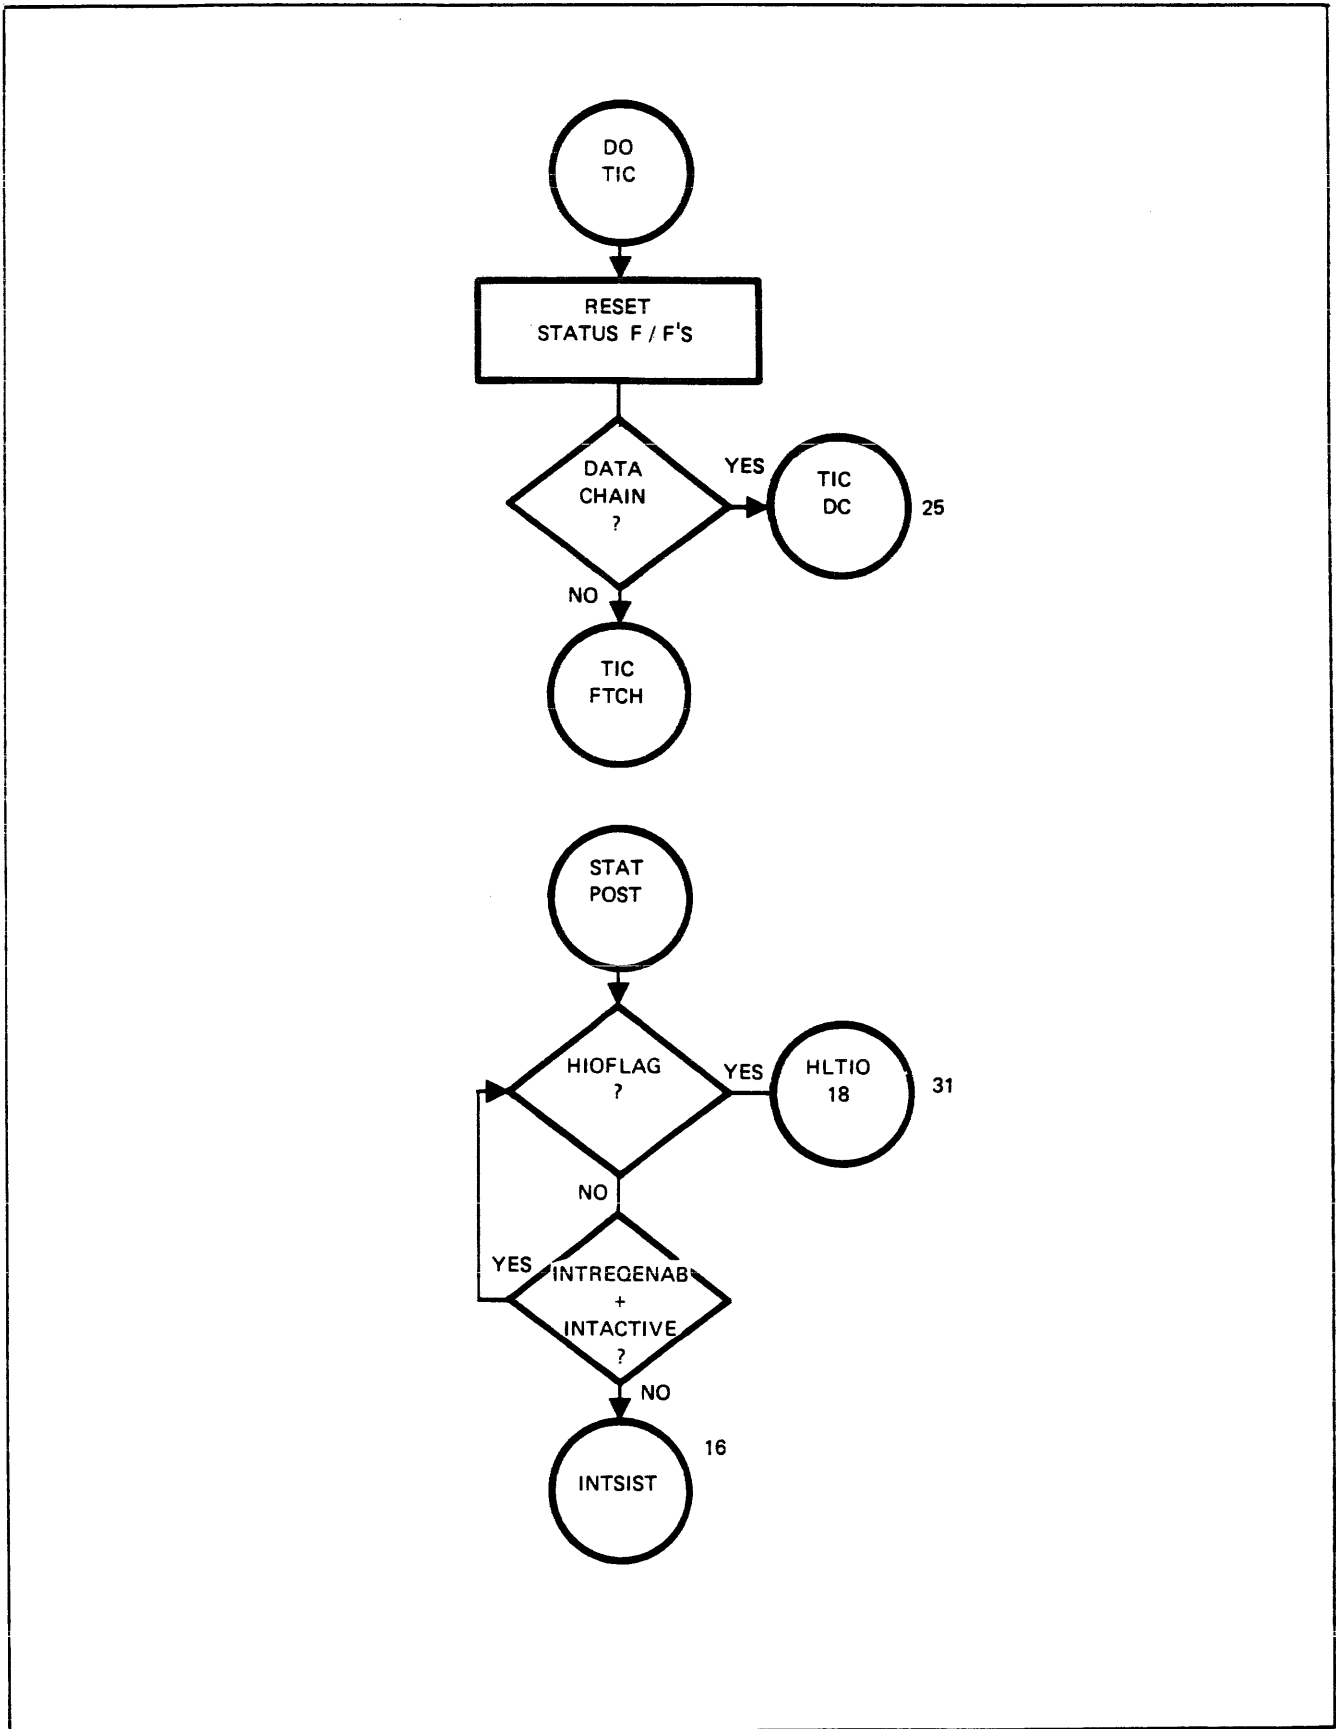 DO
TIC
RESET
STATUS F / F'S
DATA
CHAIN
?
YES
TIC
DC
25
NO
TIC
FTCH
STAT
POST
HIOFLAG
?
YES
HLTIO
18
31
NO
YES
INTREQENAB
+
INTACTIVE
?
NO
16
INTSIST